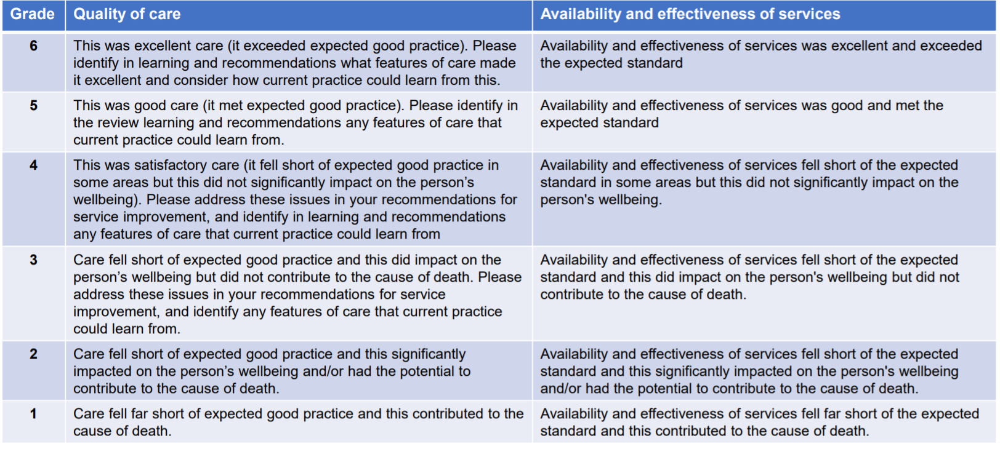 Grade Quality of care Availability and effectiveness of services
6
This was excellent care (it exceeded expected good practice). Please
identify in learning and recommendations what features of care made
it excellent and consider how current practice could learn from this.
Availability and effectiveness of services was excellent and exceeded
the expected standard
5
This was good care (it met expected good practice). Please identify in
the review learning and recommendations any features of care that
current practice could learn from.
Availability and effectiveness of services was good and met the
expected standard
4
This was satisfactory care (it fell short of expected good practice in
some areas but this did not significantly impact on the person’s
wellbeing). Please address these issues in your recommendations for
service improvement, and identify in learning and recommendations
any features of care that current practice could learn from
Availability and effectiveness of services fell short of the expected
standard in some areas but this did not significantly impact on the
person's wellbeing.
3
Care fell short of expected good practice and this did impact on the
person’s wellbeing but did not contribute to the cause of death. Please
address these issues in your recommendations for service
improvement, and identify any features of care that current practice
could learn from.
Availability and effectiveness of services fell short of the expected
standard and this did impact on the person's wellbeing but did not
contribute to the cause of death.
2
Care fell short of expected good practice and this significantly
impacted on the person’s wellbeing and/or had the potential to
contribute to the cause of death.
Availability and effectiveness of services fell short of the expected
standard and this significantly impacted on the person's wellbeing
and/or had the potential to contribute to the cause of death.
1
Care fell far short of expected good practice and this contributed to the
cause of death.
Availability and effectiveness of services fell far short of the expected
standard and this contributed to the cause of death.